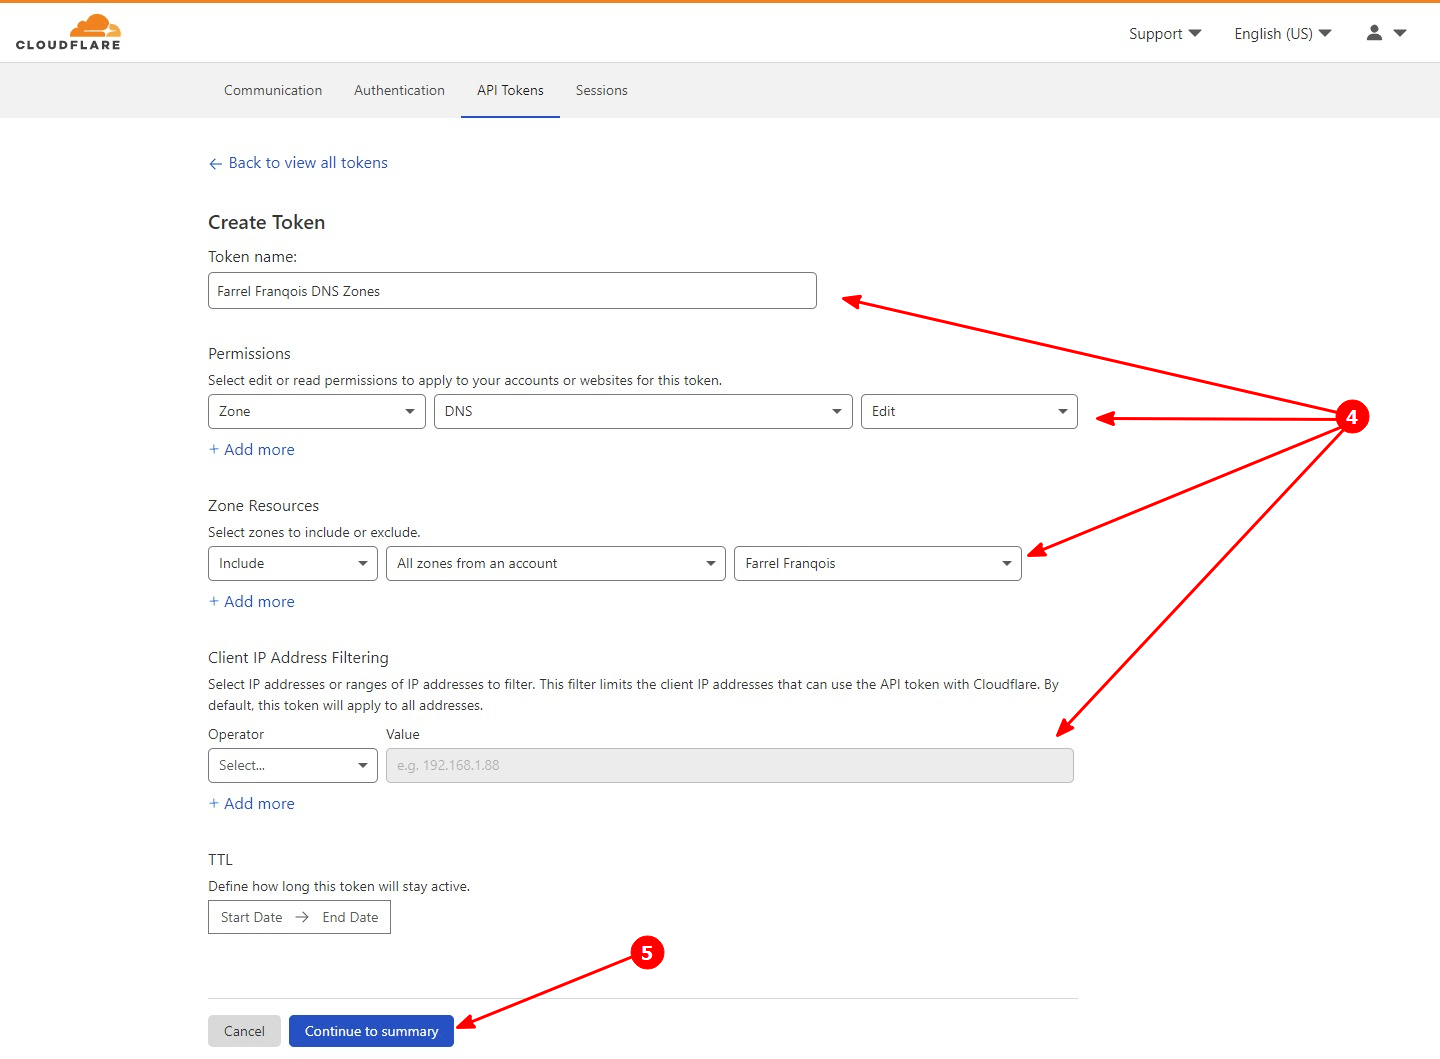 CLOUDFLARE
Support
English (US)
Communication
Authentication
API Tokens
Sessions
← Back to view all tokens
Create Token
Token name:
Farrel Franqois DNS Zones
Permissions
Select edit or read permissions to apply to your accounts or websites for this token.
Zone
DNS
Edit
4
+ Add more
Zone Resources
Select zones to include or exclude.
Include
All zones from an account
Farrel Franqois
+ Add more
Client IP Address Filtering
Select IP addresses or ranges of IP addresses to filter. This filter limits the client IP addresses that can use the API token with Cloudflare. By
default, this token will apply to all addresses.
Operator
Value
Select...
e.g. 192.168.1.88
+ Add more
TTL
Define how long this token will stay active.
Start Date → End Date
5
Cancel
Continue to summary